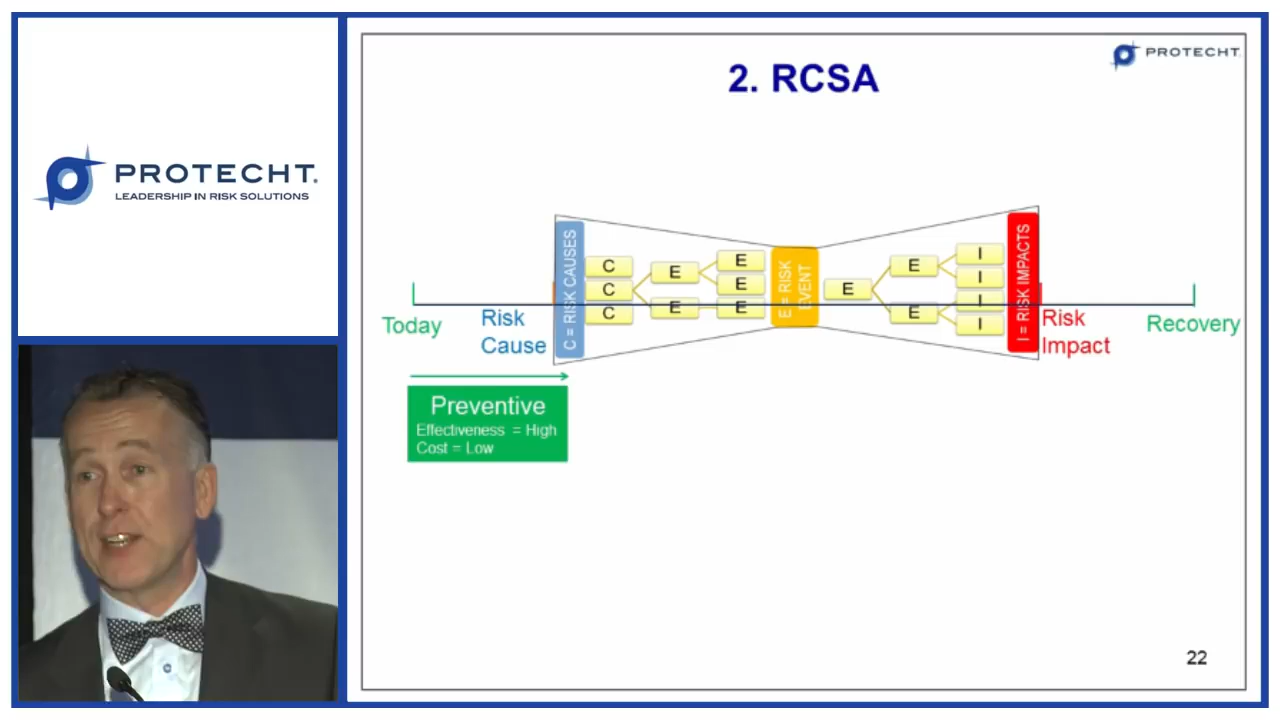 PROTECHT.
LEADERSHIP IN RISK SOLUTIONS
PROTECHT.
2. RCSA
C = RISK CAUSES
C
C
C
E
E
E
E
E
E = RISK EVENT
E
E
E
I
I
I
I
I = RISK IMPACTS
Today
Risk
Cause
Risk
Impact
Recovery
Preventive
Effectiveness = High
Cost = Low
22